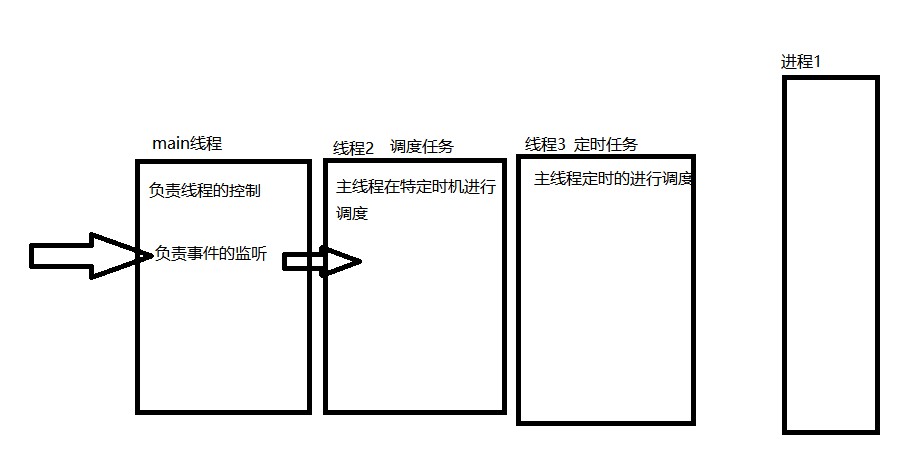 进程1
main线程
线程2 调度任务
线程3 定时任务
负责线程的控制
主线程在特定时机进行
调度
主线程定时的进行调度
负责事件的监听